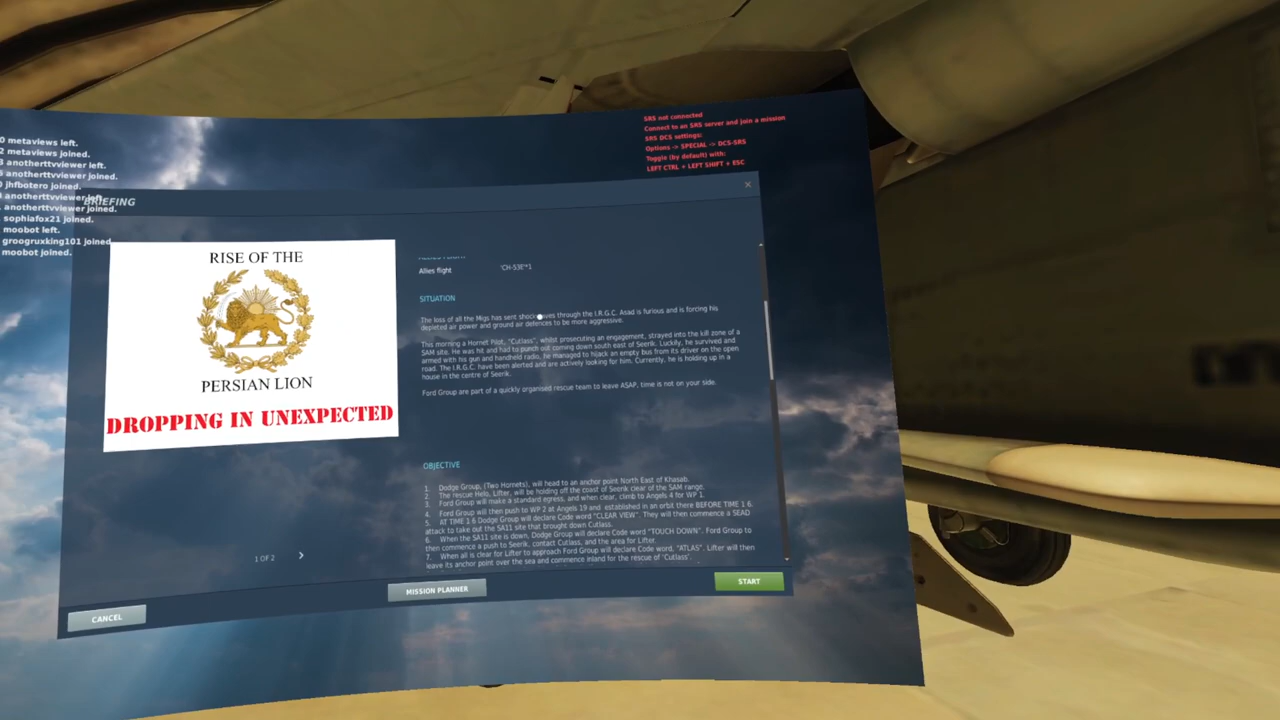 0 metaviews left.
2 metaviews joined.
3 anotherttvviewer left.
anotherttvviewer joined.
jhfbotero joined.
anotherttvviewer left.
anotherttvviewer joined.
sophiafox21 joined.
moobot left.
groogruxking101 joined.
moobot joined.
SRS not connected
Connect to an SRS server and join a mission
SRS DCS settings:
Options -> SPECIAL -> DCS-SRS
Toggle (by default) with:
LEFT CTRL + LEFT SHIFT + ESC
BRIEFING
RISE OF THE
PERSIAN LION
DROPPING IN UNEXPECTED
1 OF 2
Allies flight 'CH-53E'*1
SITUATION
The loss of all the Migs has sent shockwaves through the I.R.G.C. Asad is furious and is forcing his
depleted air power and ground air defences to be more aggressive.
This morning a Hornet Pilot, "Cutlass", whilst prosecuting an engagement, strayed into the kill zone of a
SAM site. He was hit and had to punch out coming down south east of Seerik. Luckily, he survived and
armed with his gun and handheld radio, he managed to hijack an empty bus from its driver on the open
road. The I.R.G.C. have been alerted and are actively looking for him. Currently, he is holding up in a
house in the centre of Seerik.
Ford Group are part of a quickly organised rescue team to leave ASAP, time is not on your side.
OBJECTIVE
1. Dodge Group, (Two Hornets), will head to an anchor point North East of Khasab.
2. The rescue Helo, Lifter, will be holding off the coast of Seerik clear of the SAM range.
3. Ford Group will make a standard egress, and when clear, climb to Angels 4 for WP 1.
4. Ford Group will then push to WP 2 at Angels 19 and established in an orbit there BEFORE TIME 1 6.
5. AT TIME 1 6 Dodge Group will declare Code word "CLEAR VIEW". They will then commence a SEAD
attack to take out the SA11 site that brought down Cutlass.
6. When the SA11 site is down, Dodge Group will declare Code word "TOUCH DOWN". Ford Group to
then commence a push to Seerik, contact Cutlass, and the area for Lifter.
7. When all is clear for Lifter to approach Ford Group will declare Code word, "ATLAS". Lifter will then
leave its anchor point over the sea and commence inland for the rescue of 'Cutlass'.
CANCEL
MISSION PLANNER
START